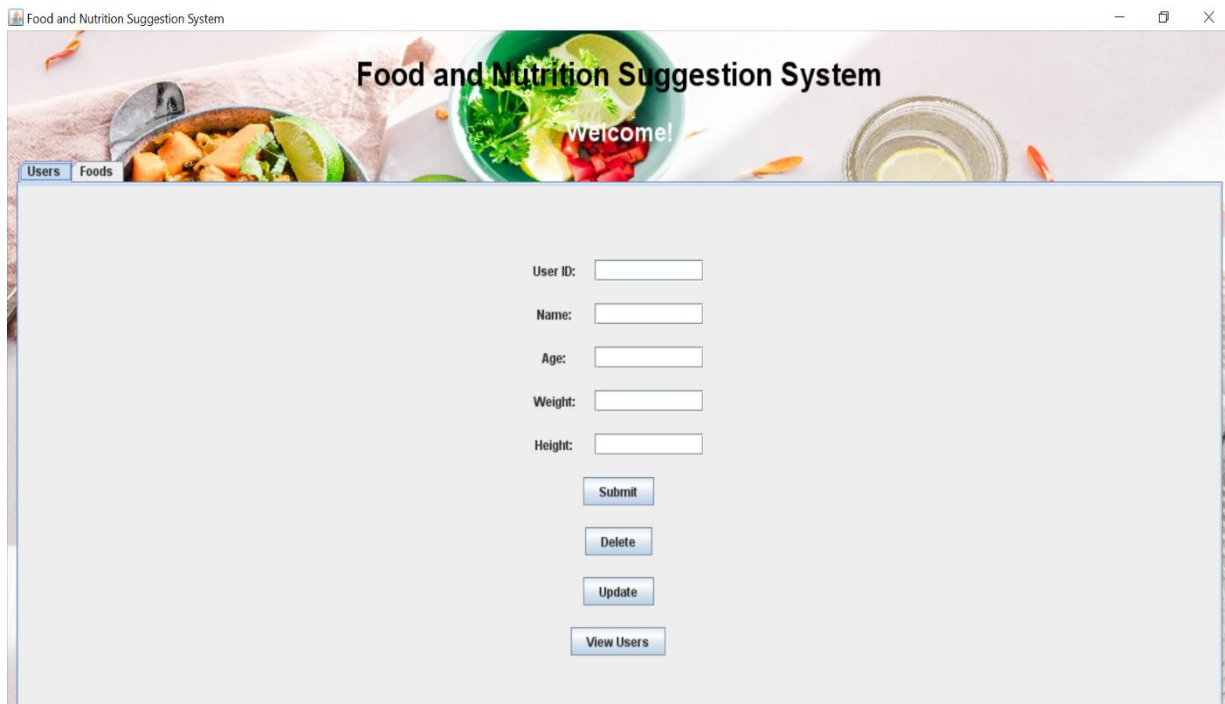 Food and Nutrition Suggestion System
Food and Nutrition Suggestion System
Welcome!
Users Foods
User ID:
Name:
Age:
Weight:
Height:
Submit
Delete
Update
View Users